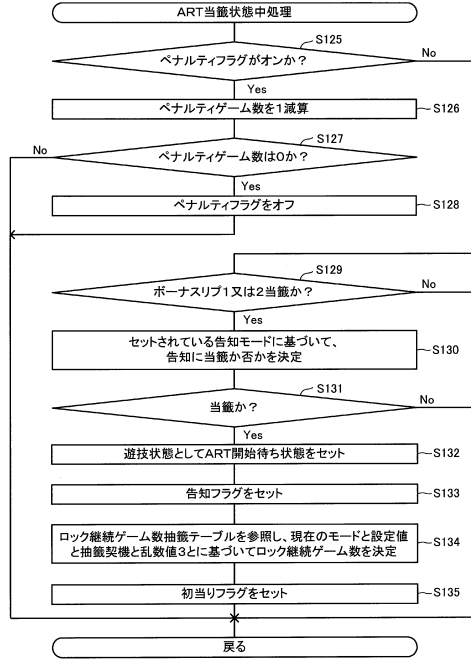 ART当籤状態中処理
S125
ペナルティフラグがオンか？
No
Yes
ペナルティゲーム数を1減算
S126
S127
No
ペナルティゲーム数は0か？
Yes
ペナルティフラグをオフ
S128
S129
ボーナスリプ1又は2当籤か？
No
Yes
セットされている告知モードに基づいて、
告知に当籤か否かを決定
S130
S131
当籤か？
No
Yes
遊技状態としてART開始待ち状態をセット
S132
告知フラグをセット
S133
ロック継続ゲーム数抽籤テーブルを参照し、現在のモードと設定値
と抽籤契機と乱数値3とに基づいてロック継続ゲーム数を決定
S134
初当りフラグをセット
S135
戻る